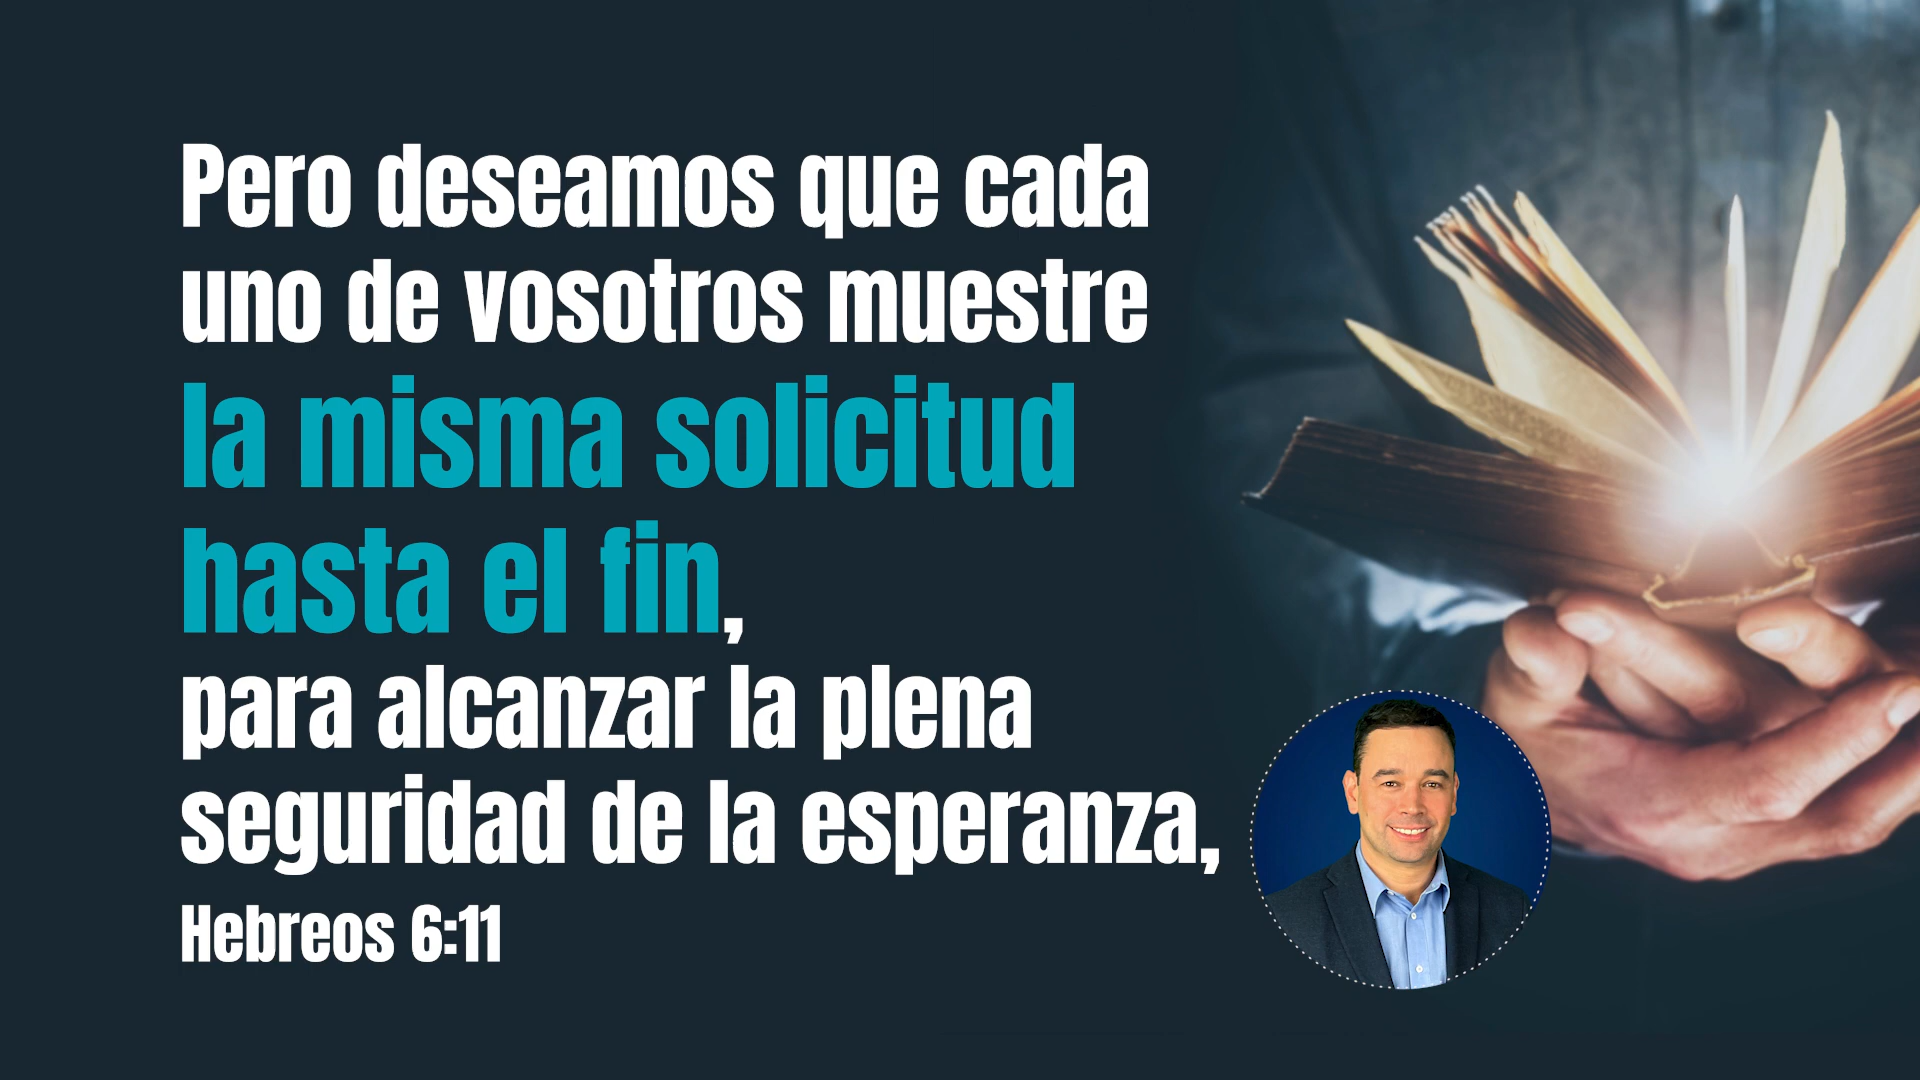 Pero deseamos que cada
uno de vosotros muestre
la misma solicitud
hasta el fin,
para alcanzar la plena
seguridad de la esperanza,
Hebreos 6:11